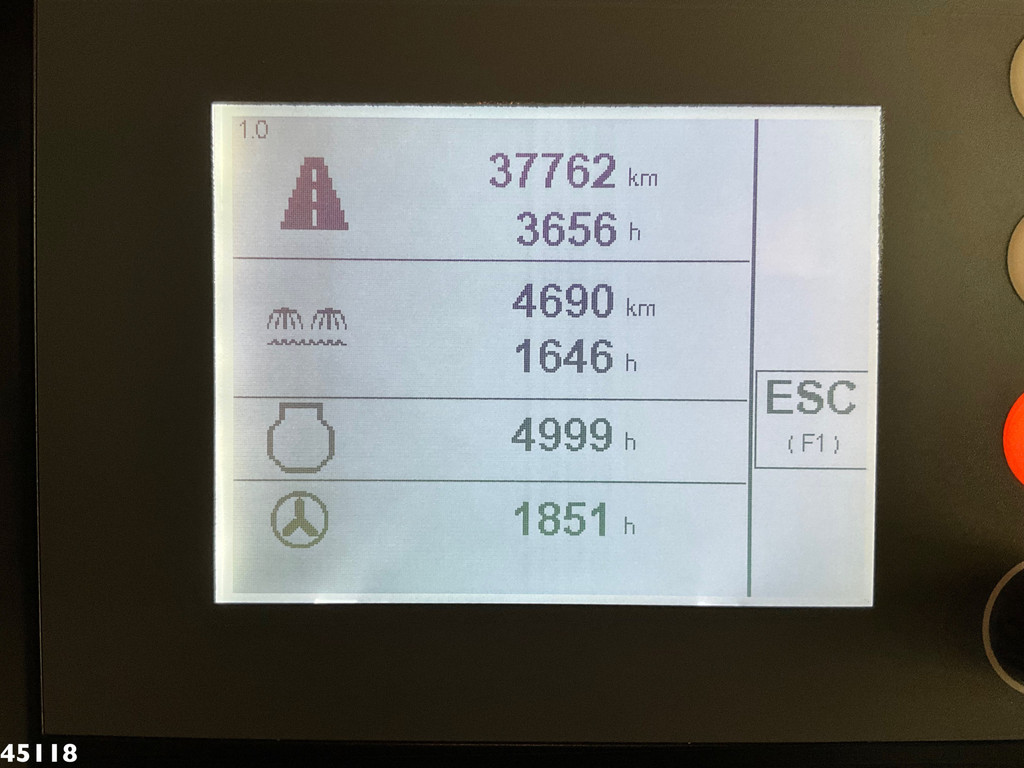 1.0
37762 km
3656 h
4690 km
1646 h
4999 h
1851 h
ESC
( F1 )
45118